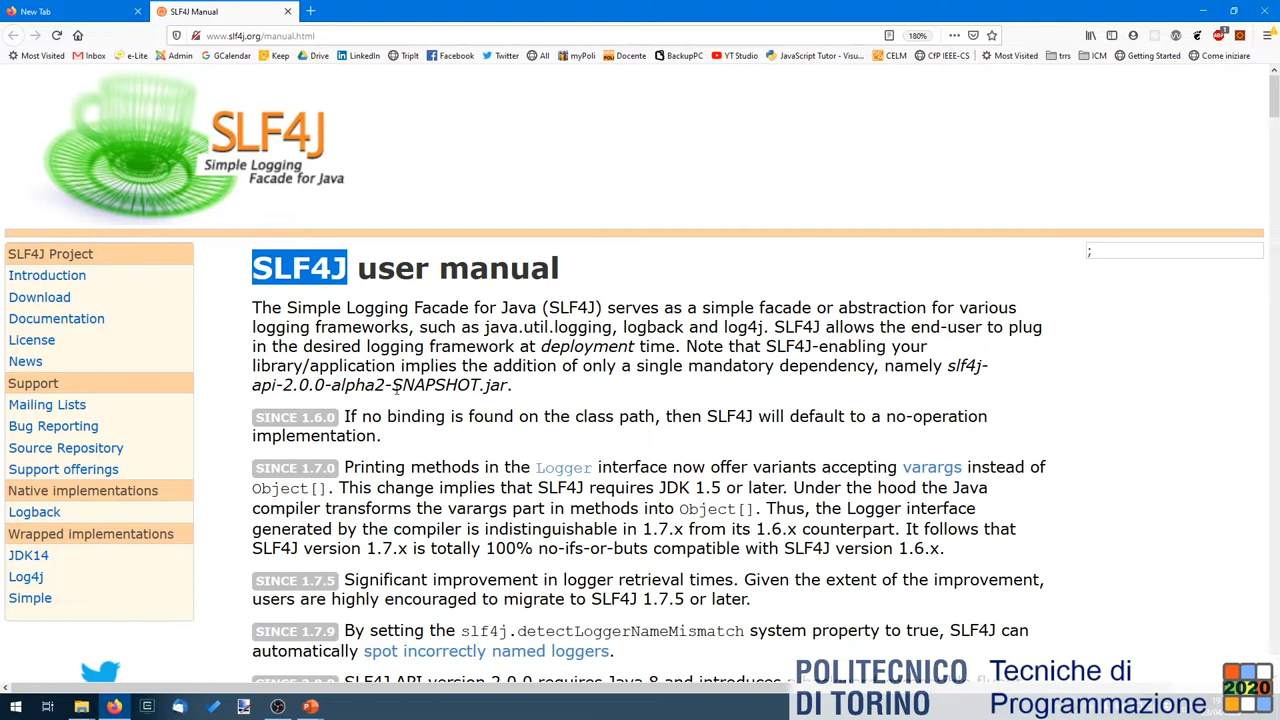 New Tab
SLF4J Manual
www.slf4j.org/manual.html
180%
Most Visited
Inbox
e-Lite
Admin
GCalendar
Keep
Drive
LinkedIn
TripIt
Facebook
Twitter
All
myPoli
Docente
BackupPC
YT Studio
JavaScript Tutor - Visu...
CELM
CfP IEEE-CS
Most Visited
trrs
ICM
Getting Started
Come iniziare
SLF4J
Simple Logging
Facade for Java
SLF4J Project
Introduction
Download
Documentation
License
News
Support
Mailing Lists
Bug Reporting
Source Repository
Support offerings
Native implementations
Logback
Wrapped implementations
JDK14
Log4j
Simple
SLF4J user manual
;
The Simple Logging Facade for Java (SLF4J) serves as a simple facade or abstraction for various
logging frameworks, such as java.util.logging, logback and log4j. SLF4J allows the end-user to plug
in the desired logging framework at deployment time. Note that SLF4J-enabling your
library/application implies the addition of only a single mandatory dependency, namely slf4j-
api-2.0.0-alpha2-SNAPSHOT.jar.
SINCE 1.6.0 If no binding is found on the class path, then SLF4J will default to a no-operation
implementation.
SINCE 1.7.0 Printing methods in the Logger interface now offer variants accepting varargs instead of
Object[]. This change implies that SLF4J requires JDK 1.5 or later. Under the hood the Java
compiler transforms the varargs part in methods into Object[]. Thus, the Logger interface
generated by the compiler is indistinguishable in 1.7.x from its 1.6.x counterpart. It follows that
SLF4J version 1.7.x is totally 100% no-ifs-or-buts compatible with SLF4J version 1.6.x.
SINCE 1.7.5 Significant improvement in logger retrieval times. Given the extent of the improvement,
users are highly encouraged to migrate to SLF4J 1.7.5 or later.
SINCE 1.7.9 By setting the slf4j.detectLoggerNameMismatch system property to true, SLF4J can
automatically spot incorrectly named loggers.
SLF4J API version 2.0.0 requires Java 8 and introduces a
POLITECNICO
DI TORINO
Tecniche di
Programmazione
2020